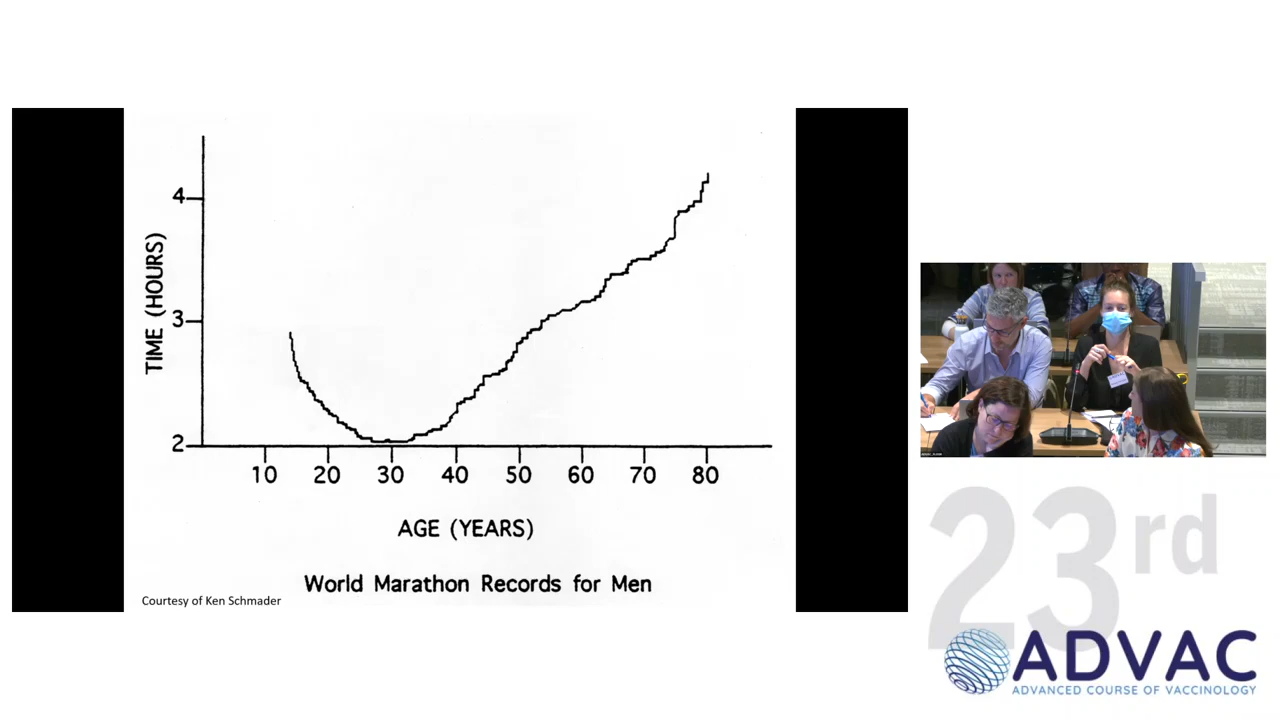 4
3
2
TIME (HOURS)
10 20 30 40 50 60 70 80
AGE (YEARS)
World Marathon Records for Men
Courtesy of Ken Schmader
23rd
ADVAC
ADVANCED COURSE OF VACCINOLOGY